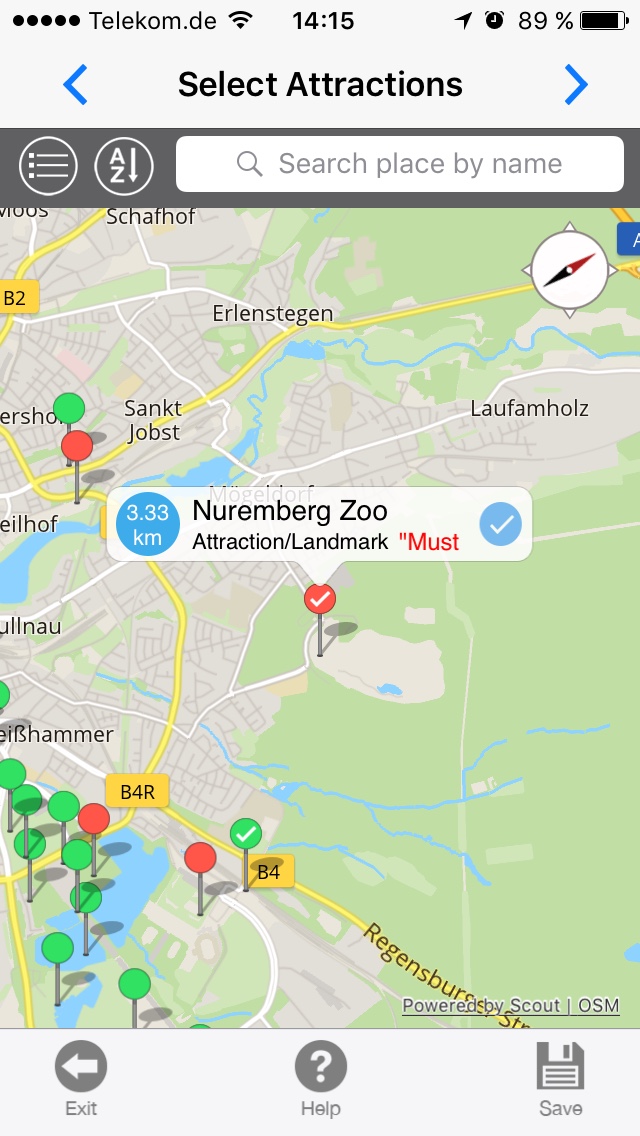 Telekom.de 14:15 89 %
Select Attractions
A
Z
Search place by name
Moos
Schafhof
A
B2
Erlenstegen
ersho
Sankt
Jobst
Laufamholz
Mögeldorf
3.33
km
Nuremberg Zoo
Attraction/Landmark "Must
eilhof
ullnau
eißhammer
B4R
B4
Regensburger Str
Powered by Scout | OSM
?
Exit
Help
Save